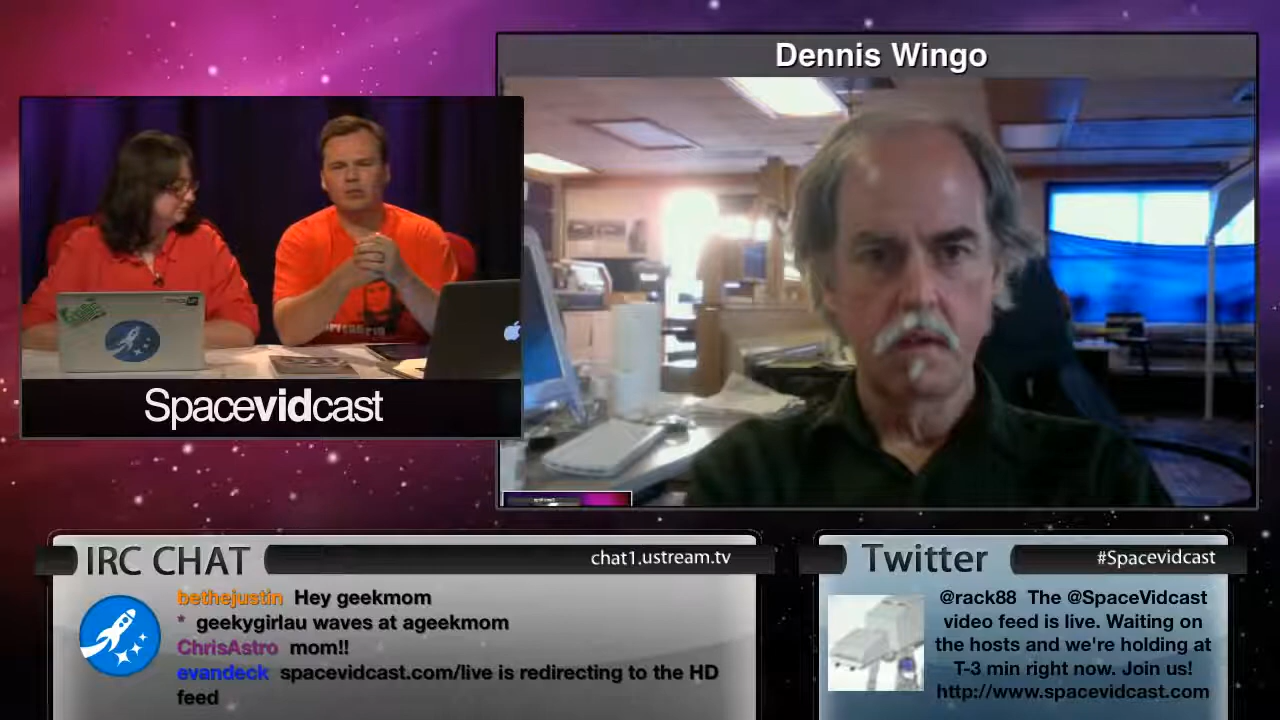 Dennis Wingo
Spacevidcast
IRC CHAT
chat1.ustream.tv
bethejustin Hey geekmom
* geekygirlau waves at ageekmom
ChrisAstro mom!!
evandeck spacevidcast.com/live is redirecting to the HD
feed
Twitter
#Spacevidcast
@rack88 The @SpaceVidcast
video feed is live. Waiting on
the hosts and we're holding at
T-3 min right now. Join us!
http://www.spacevidcast.com